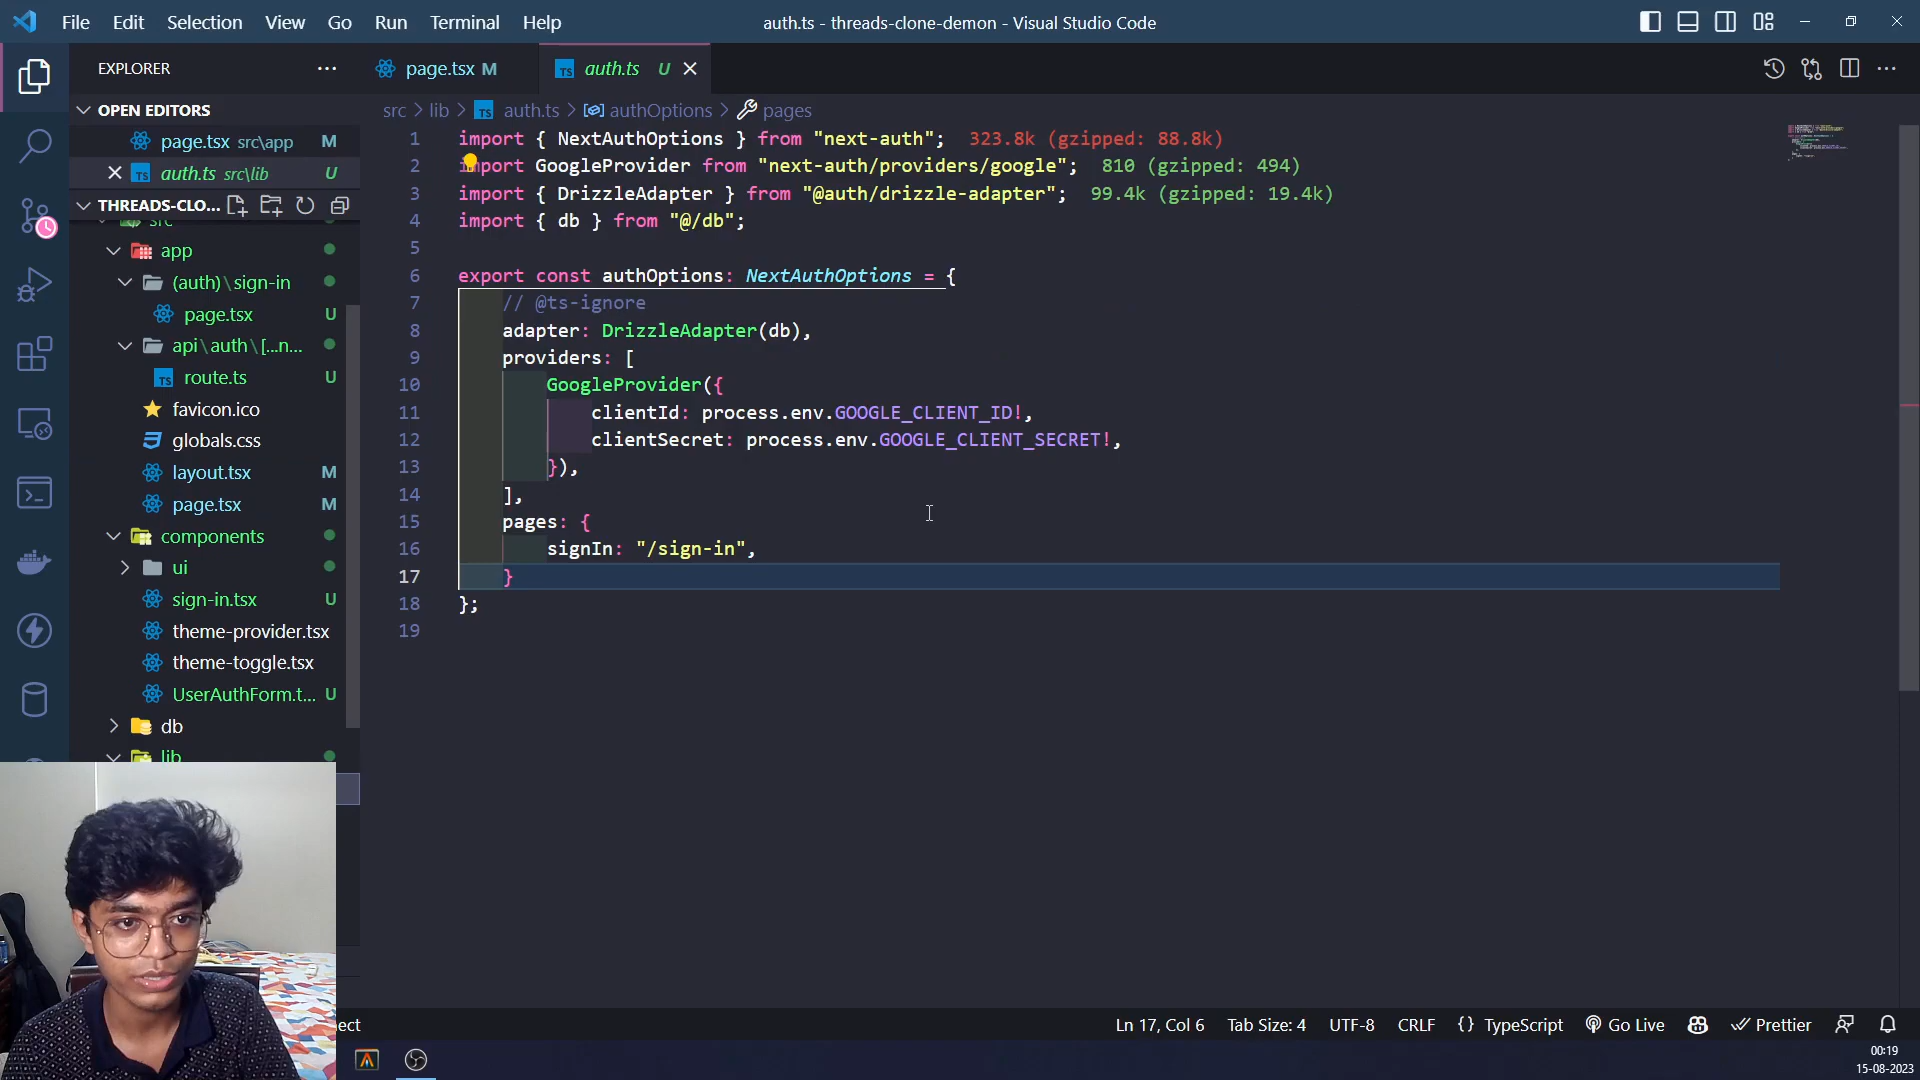 File Edit Selection View Go Run Terminal Help
auth.ts - threads-clone-demon - Visual Studio Code
EXPLORER
OPEN EDITORS
page.tsx src\app M
auth.ts src\lib U
THREADS-CLO...
app
(auth)\sign-in
page.tsx U
api\auth\[...n...
route.ts U
favicon.ico
globals.css
layout.tsx M
page.tsx M
components
ui
sign-in.tsx U
theme-provider.tsx
theme-toggle.tsx
UserAuthForm.t... U
db
lib
page.tsx M
auth.ts U
src > lib > auth.ts > authOptions > pages
1 import { NextAuthOptions } from "next-auth"; 323.8k (gzipped: 88.8k)
2 import GoogleProvider from "next-auth/providers/google"; 810 (gzipped: 494)
3 import { DrizzleAdapter } from "@auth/drizzle-adapter"; 99.4k (gzipped: 19.4k)
4 import { db } from "@/db";
5
6 export const authOptions: NextAuthOptions = {
7 // @ts-ignore
8 adapter: DrizzleAdapter(db),
9 providers: [
10 GoogleProvider({
11 clientId: process.env.GOOGLE_CLIENT_ID!,
12 clientSecret: process.env.GOOGLE_CLIENT_SECRET!,
13 }),
14 ],
15 pages: {
16 signIn: "/sign-in",
17 }
18 };
19
Ln 17, Col 6 Tab Size: 4 UTF-8 CRLF {} TypeScript Go Live Prettier
00:19
15-08-2023